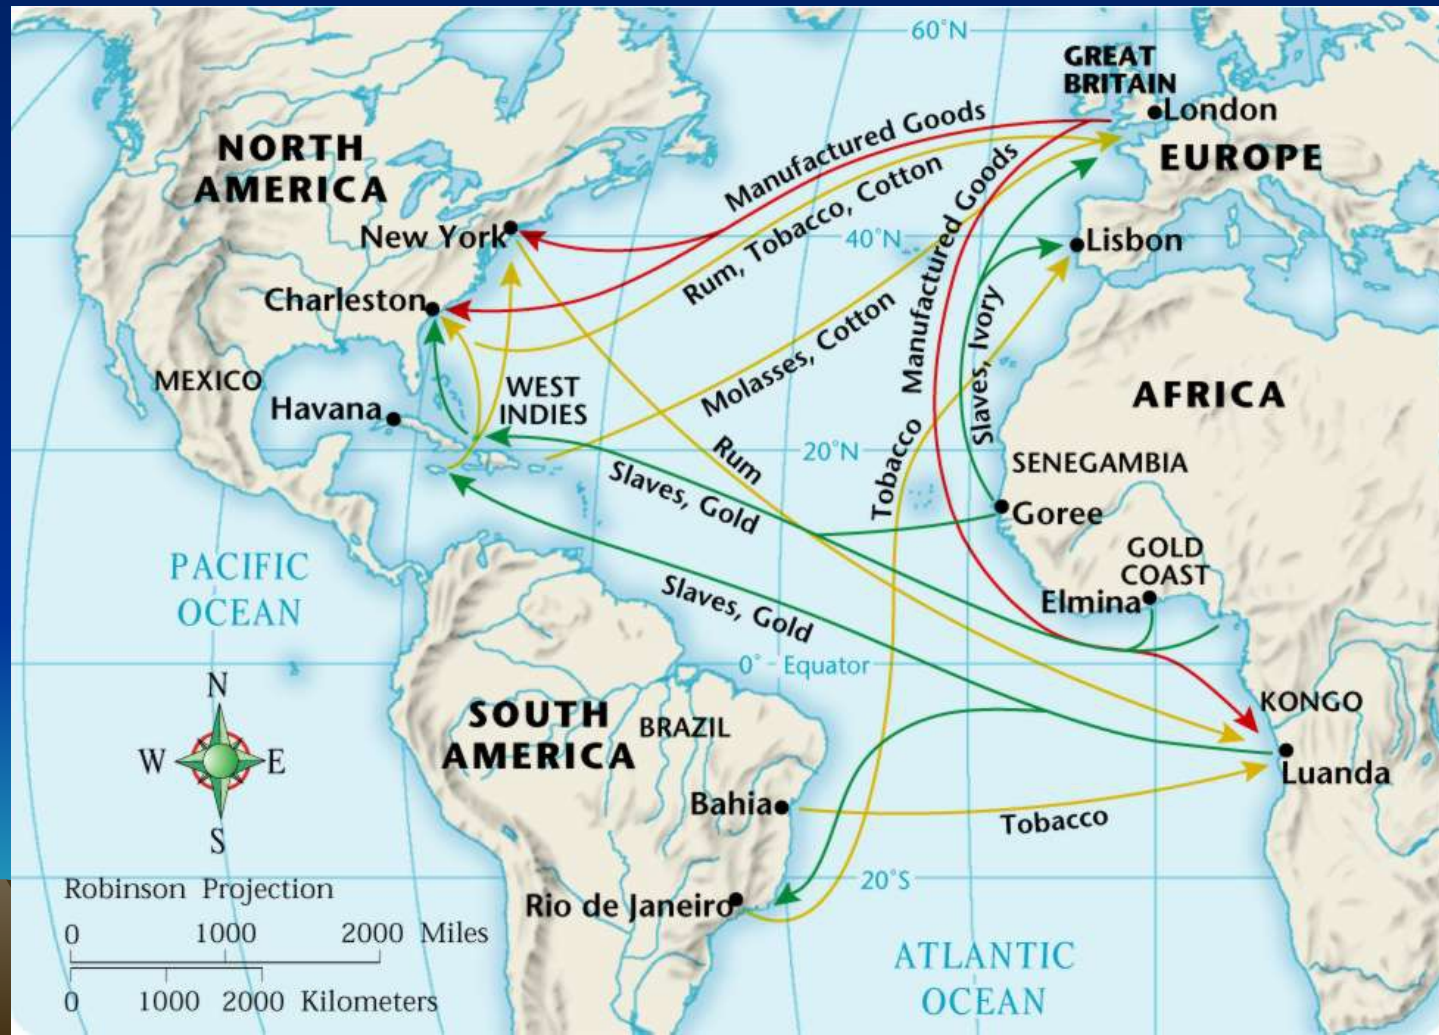 60°N
GREAT
BRITAIN
London
EUROPE
NORTH
AMERICA
Manufactured Goods
Rum, Tobacco, Cotton
Manufactured Goods
New York
40°N
Lisbon
Charleston
Molasses, Cotton
Slaves, Ivory
MEXICO
WEST
INDIES
Havana
AFRICA
Rum
20°N
Tobacco
SENEGAMBIA
Slaves, Gold
Goree
GOLD
COAST
Elmina
PACIFIC
OCEAN
Slaves, Gold
0° - Equator
N
W
E
S
SOUTH
AMERICA
BRAZIL
KONGO
Luanda
Bahia
Tobacco
20°S
Rio de Janeiro
Robinson Projection
0 1000 2000 Miles
0 1000 2000 Kilometers
ATLANTIC
OCEAN